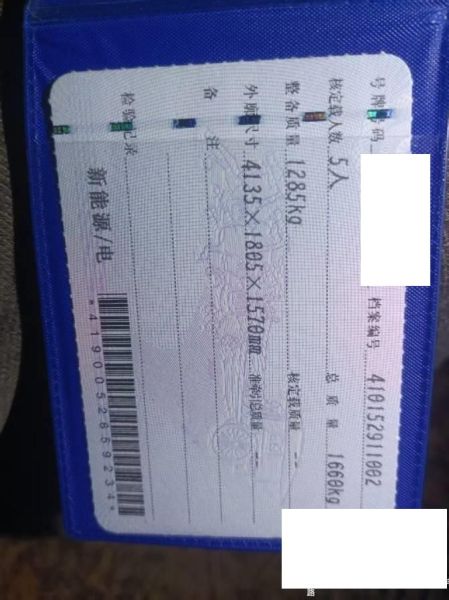 号牌号码 档案编号 410152911002
核定载人数 5人 总质量 1660kg
整备质量 1285kg 核定载质量 --
外廓尺寸 4135×1805×1570mm 准牵引总质量 --
备注
检验记录
新能源/电
*4190052859234*